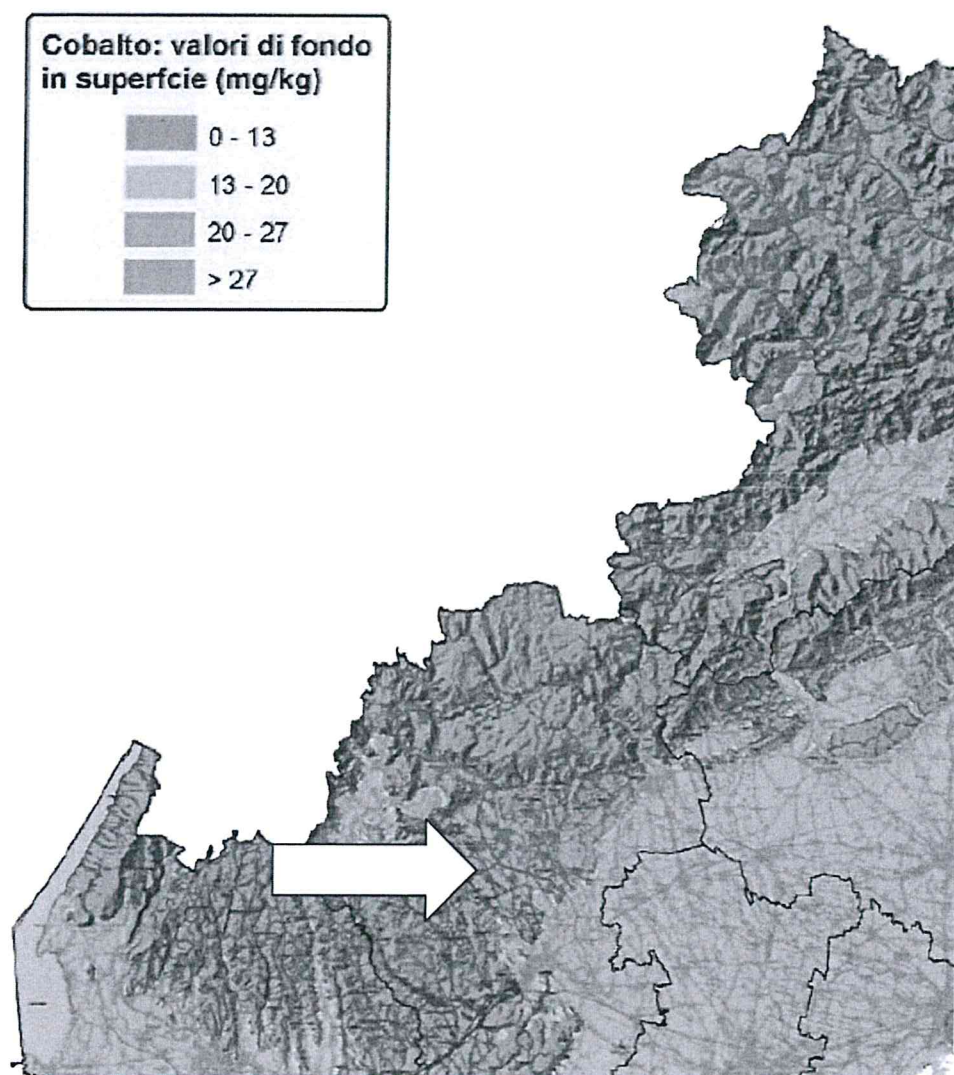 Cobalto: valori di fondo
in superfcie (mg/kg)
0 - 13
13 - 20
20 - 27
> 27